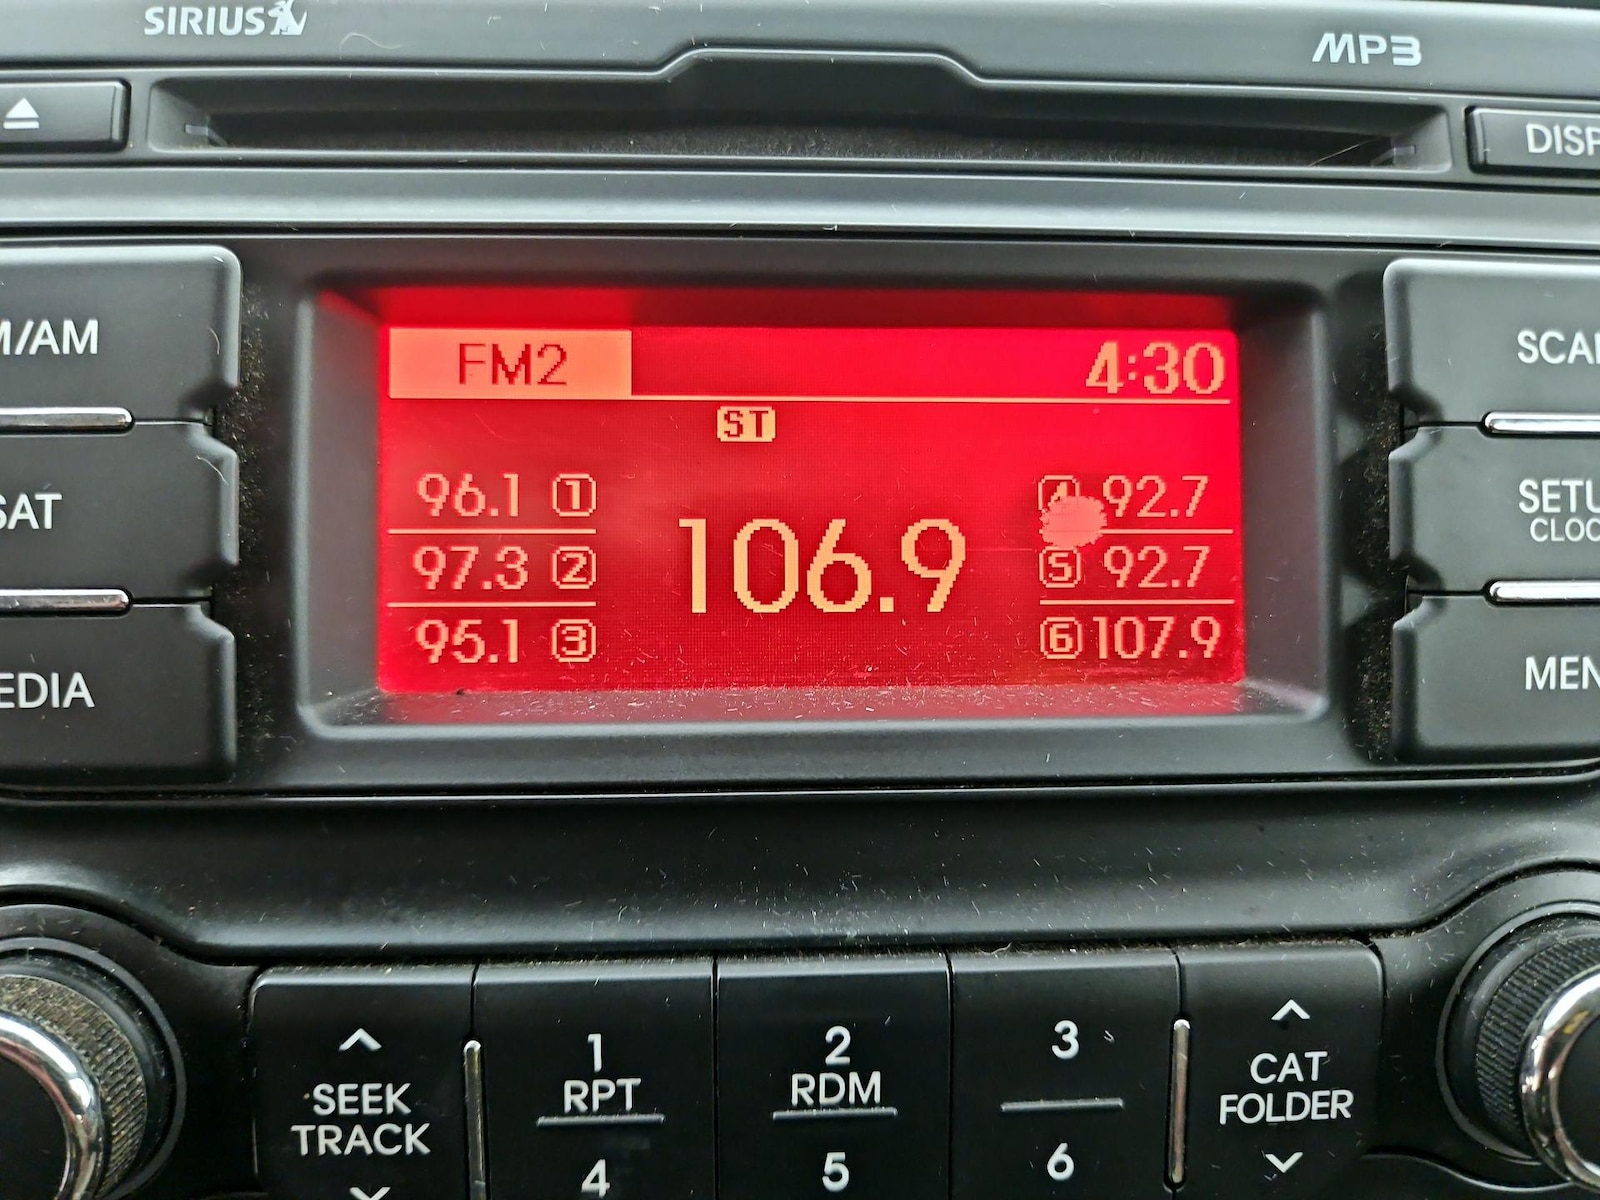 SIRIUS
MP3
DISP
M/AM
SAT
EDIA
FM2 4:30
ST
96.1 1
97.3 2
95.1 3
106.9
4 92.7
5 92.7
6 107.9
SCAN
SETU
CLOC
MEN
SEEK
TRACK
1
RPT
4
2
RDM
5
3
6
CAT
FOLDER